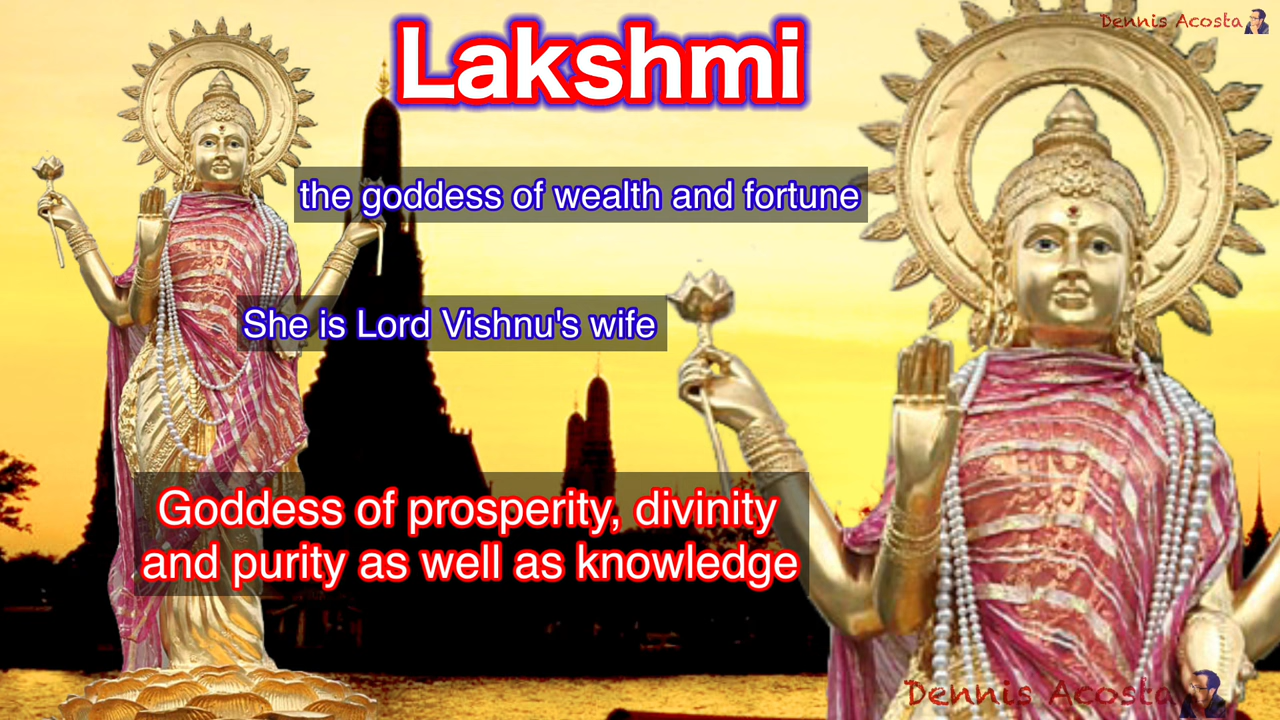 Dennis Acosta
Lakshmi
the goddess of wealth and fortune
She is Lord Vishnu's wife
Goddess of prosperity, divinity
and purity as well as knowledge
Dennis Acosta